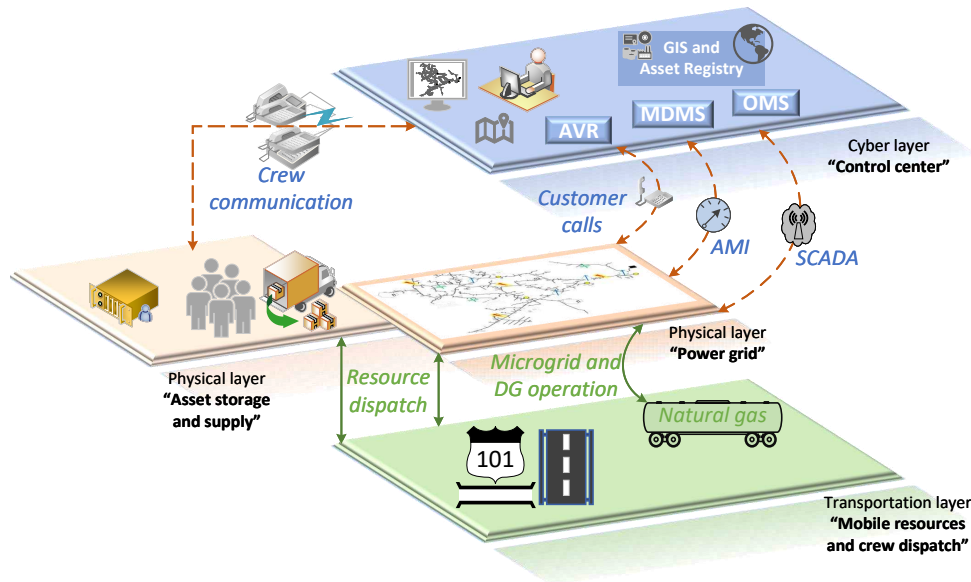 GIS and
Asset Registry
OMS
MDMS
AVR
Cyber layer
“Control center”
Crew
communication
Customer
calls
AMI
SCADA
Physical layer
“Power grid”
Physical layer
“Asset storage
and supply”
Resource
dispatch
Microgrid and
DG operation
Natural gas
101
Transportation layer
“Mobile resources
and crew dispatch”